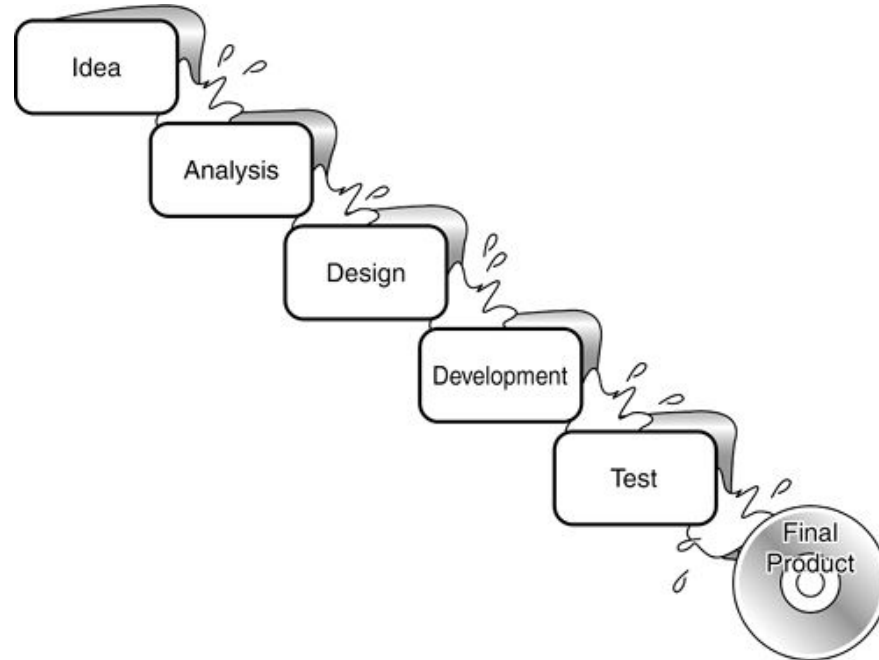 Idea
Analysis
Design
Development
Test
Final
Product